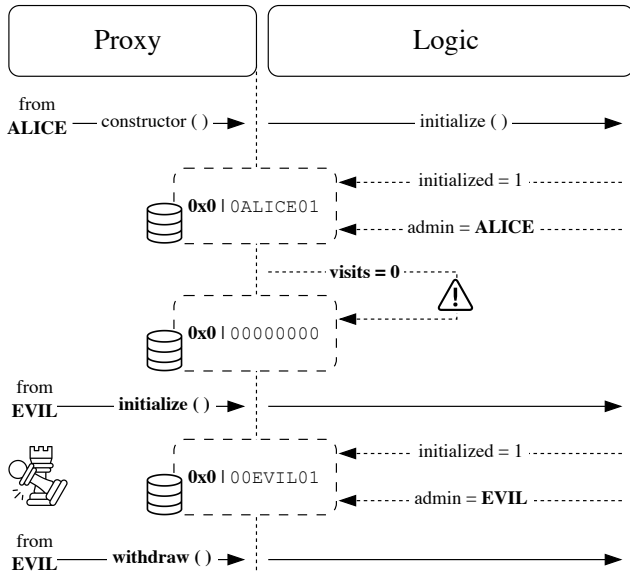 Proxy Logic
from
ALICE constructor ( ) initialize ( )
initialized = 1
0x0 | 0ALICE01
admin = ALICE
visits = 0
0x0 | 00000000
from
EVIL initialize ( )
initialized = 1
0x0 | 00EVIL01
admin = EVIL
from
EVIL withdraw ( )